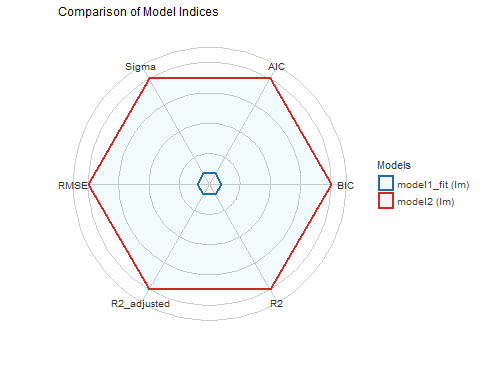 Comparison of Model Indices
Sigma
AIC
Models
model1_fit (lm)
model2 (lm)
RMSE
BIC
R2_adjusted
R2